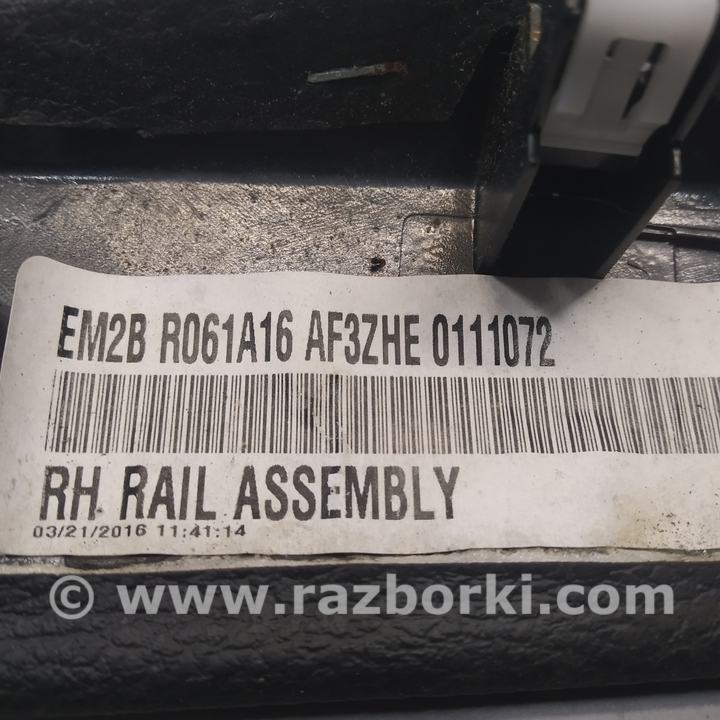 EM2B R061A16 AF3ZHE 0111072
RH RAIL ASSEMBLY
03/21/2016 11:41:14
© www.razborki.com